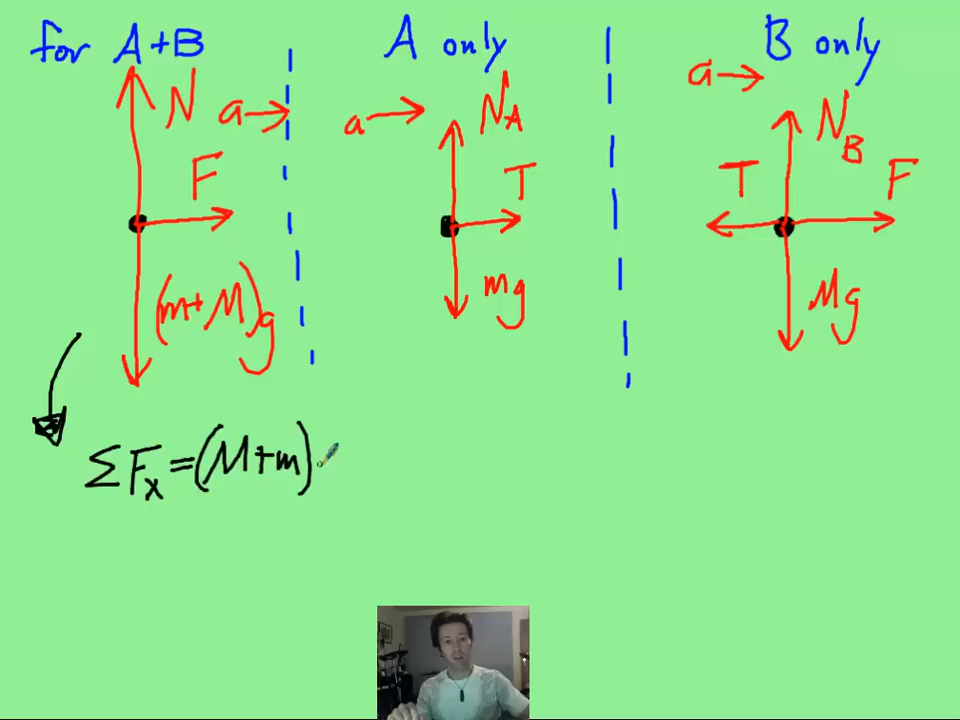 for A+B
N
a
F
(m+M)g
A only
a
N_A
T
mg
B only
a
N_B
T
F
Mg
ΣF_x=(M+m)